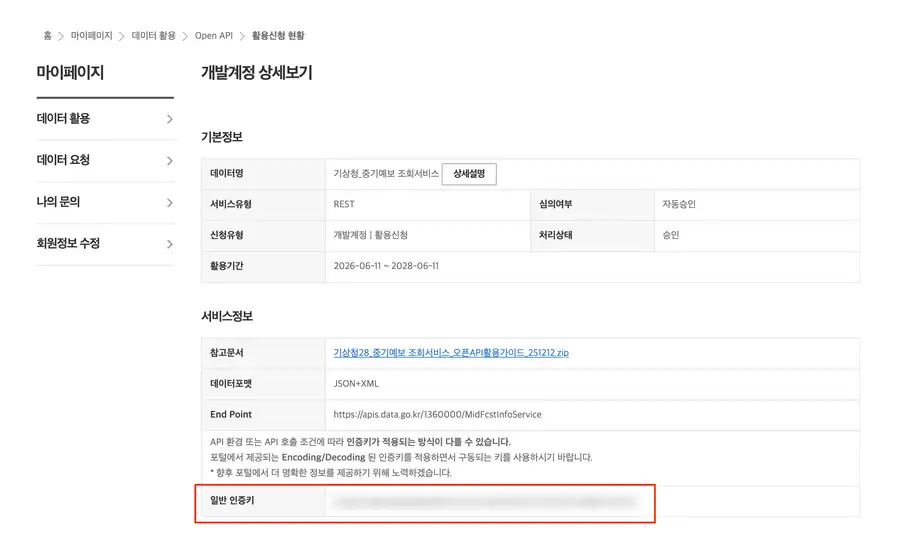 홈 > 마이페이지 > 데이터 활용 > Open API > 활용신청 현황
마이페이지
데이터 활용
데이터 요청
나의 문의
회원정보 수정
개발계정 상세보기
기본정보
데이터명 기상청_중기예보 조회서비스 상세설명
서비스유형 REST 심의여부 자동승인
신청유형 개발계정 | 활용신청 처리상태 승인
활용기간 2026-06-11 ~ 2028-06-11
서비스정보
참고문서 기상청28_중기예보 조회서비스_오픈API활용가이드_251212.zip
데이터포맷 JSON+XML
End Point https://apis.data.go.kr/1360000/MidFcstInfoService
API 환경 또는 API 호출 조건에 따라 인증키가 적용되는 방식이 다를 수 있습니다.
포털에서 제공되는 Encoding/Decoding 된 인증키를 적용하면서 구동되는 키를 사용하시기 바랍니다.
* 향후 포털에서 더 명확한 정보를 제공하기 위해 노력하겠습니다.
일반 인증키